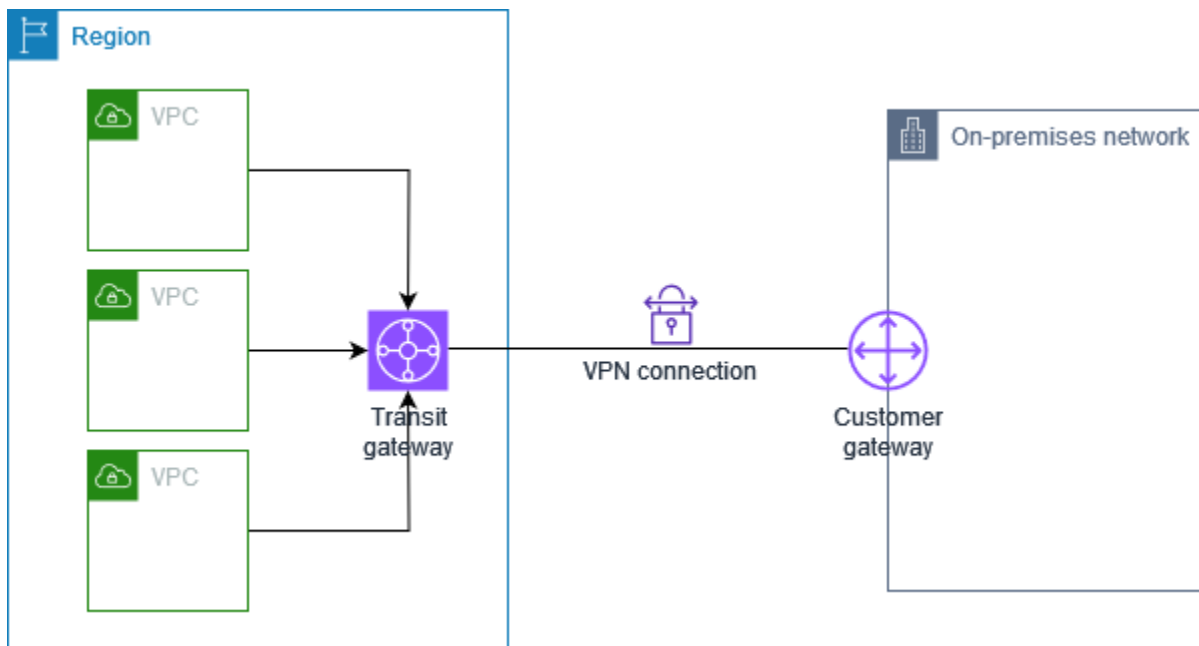 Region
VPC
On-premises network
VPC
VPN connection
Transit
gateway
Customer
gateway
VPC